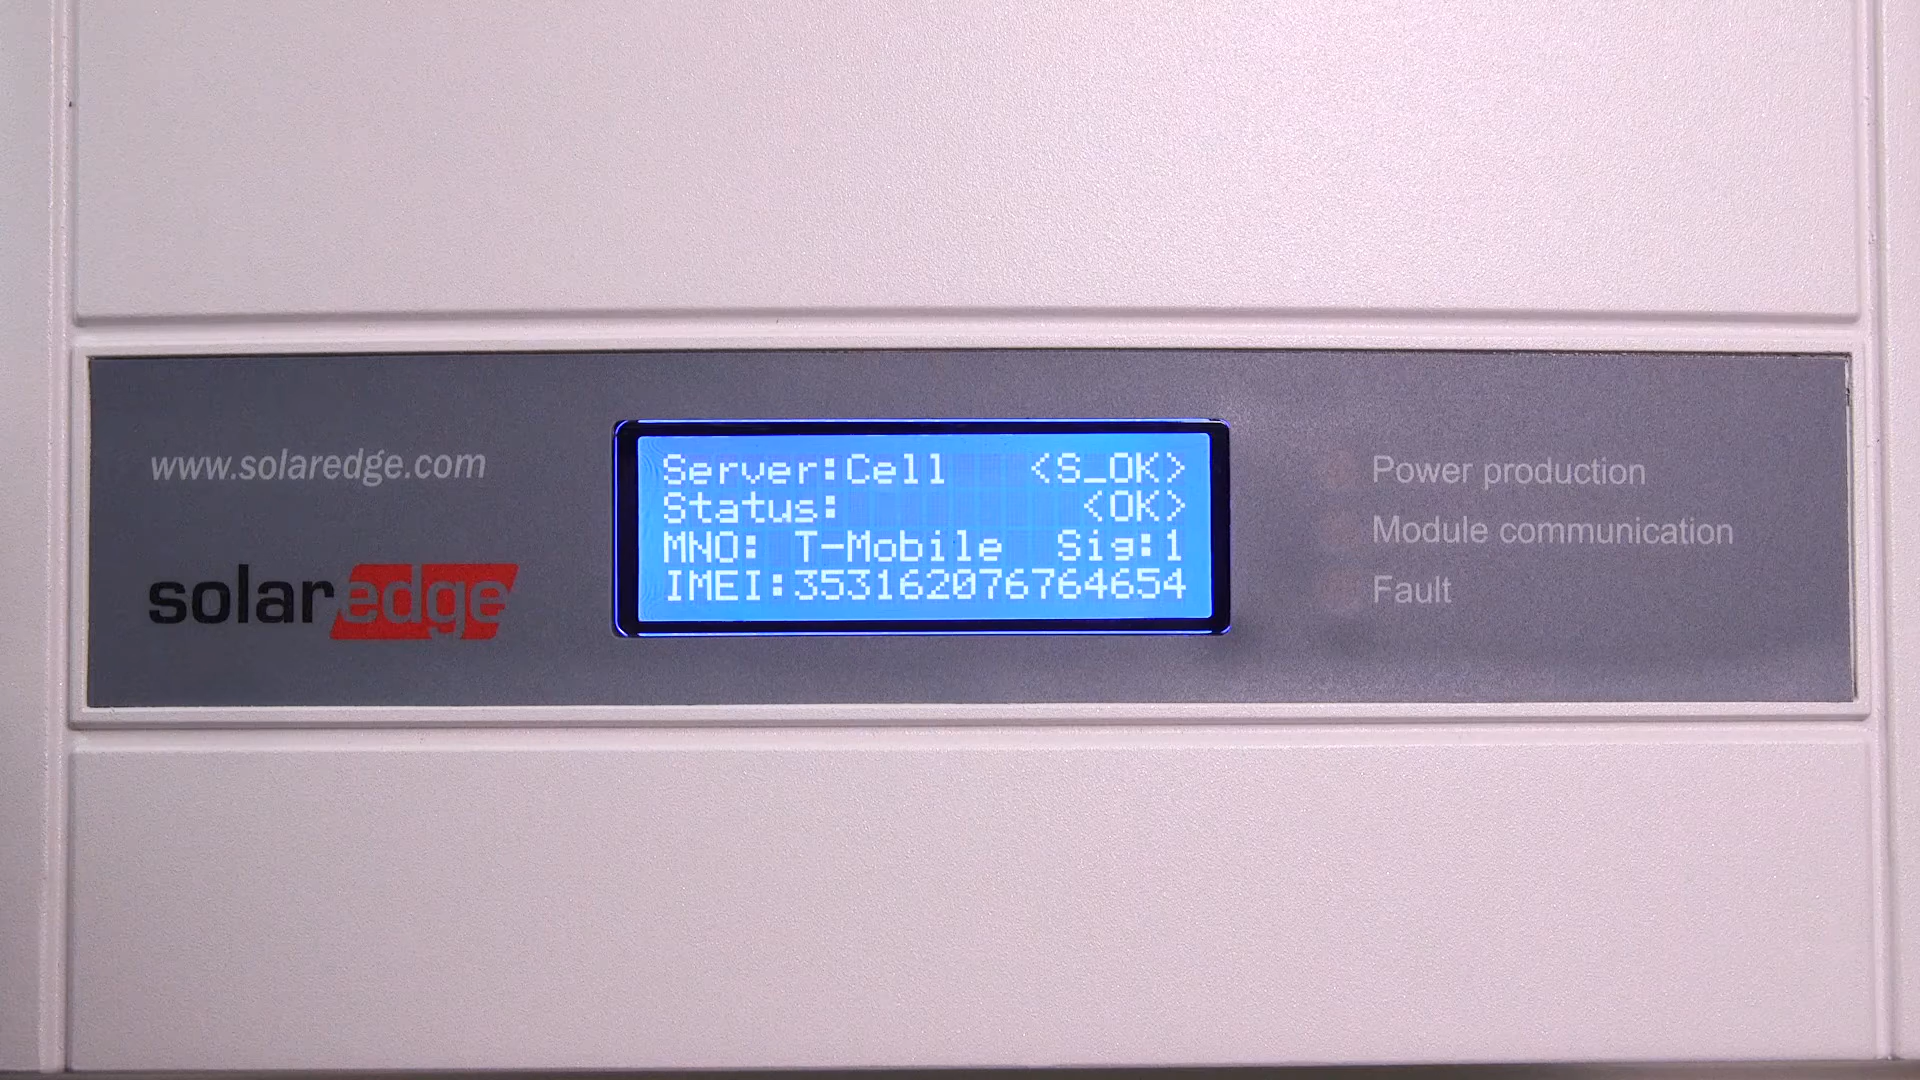 www.solaredge.com
solaredge
Server:Cell <S_OK>
Status: <OK>
MNO: T-Mobile Sig:1
IMEI:353162076764654
Power production
Module communication
Fault